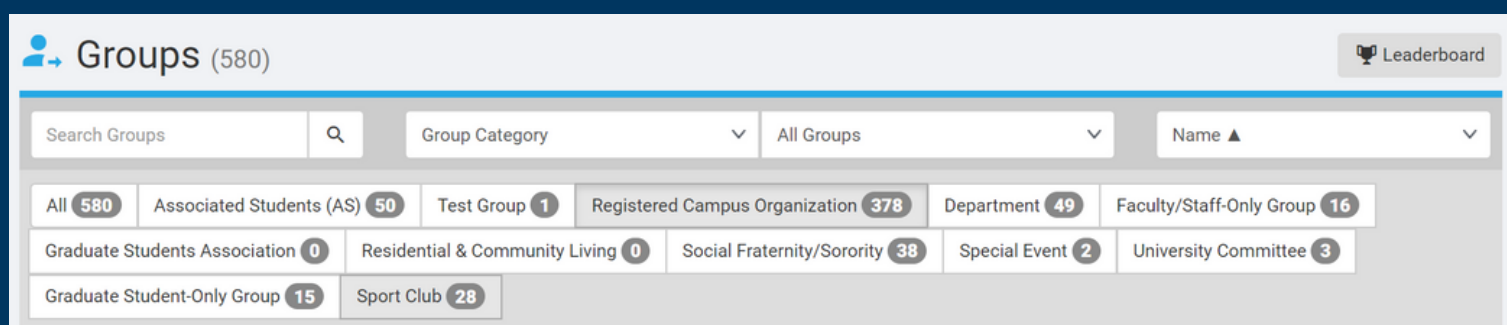 Groups (580)
Leaderboard
Search Groups
Group Category
All Groups
Name ▲
All 580 Associated Students (AS) 50 Test Group 1 Registered Campus Organization 378 Department 49 Faculty/Staff-Only Group 16
Graduate Students Association 0 Residential & Community Living 0 Social Fraternity/Sorority 38 Special Event 2 University Committee 3
Graduate Student-Only Group 15 Sport Club 28